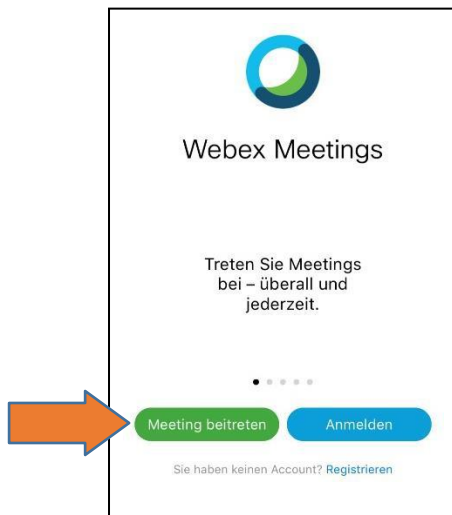 Webex Meetings
Treten Sie Meetings
bei – überall und
jederzeit.
Meeting beitreten
Anmelden
Sie haben keinen Account? Registrieren